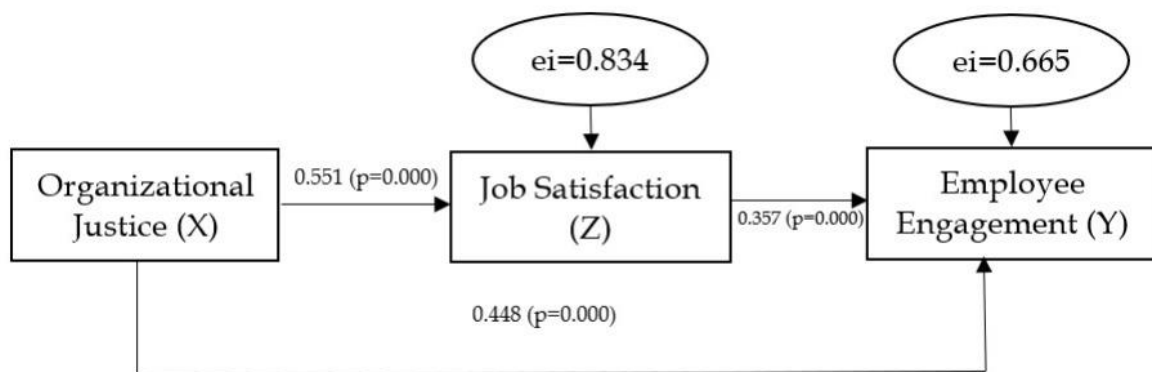 ei=0.834
ei=0.665
Organizational
Justice (X)
0.551 (p=0.000)
Job Satisfaction
(Z)
0.357 (p=0.000)
Employee
Engagement (Y)
0.448 (p=0.000)